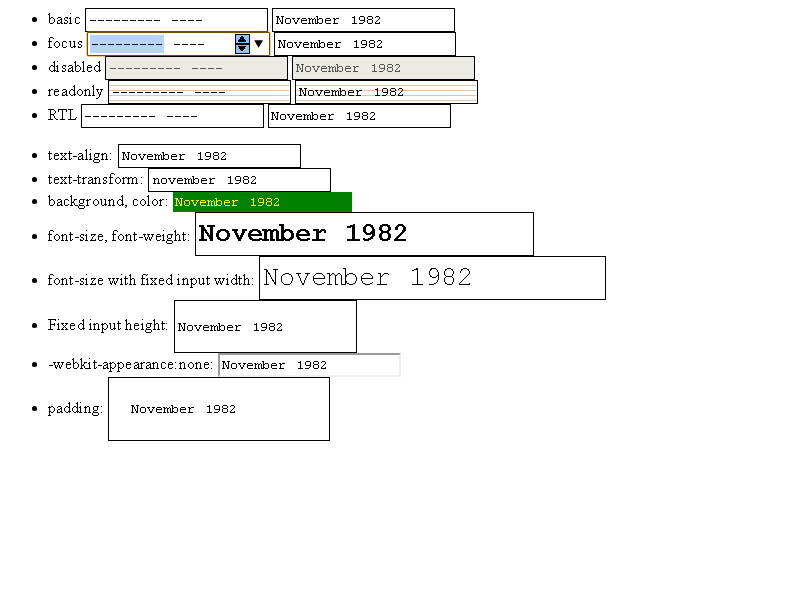 basic --------- ---- November 1982
focus --------- ---- November 1982
disabled --------- ---- November 1982
readonly --------- ---- November 1982
RTL --------- ---- November 1982
text-align: November 1982
text-transform: november 1982
background, color: November 1982
font-size, font-weight: November 1982
font-size with fixed input width: November 1982
Fixed input height: November 1982
-webkit-appearance:none: November 1982
padding: November 1982